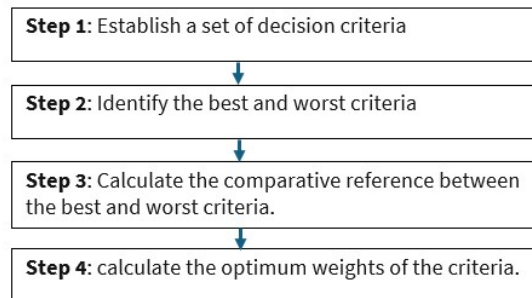 Step 1: Establish a set of decision criteria
Step 2: Identify the best and worst criteria
Step 3: Calculate the comparative reference between
the best and worst criteria.
Step 4: calculate the optimum weights of the criteria.